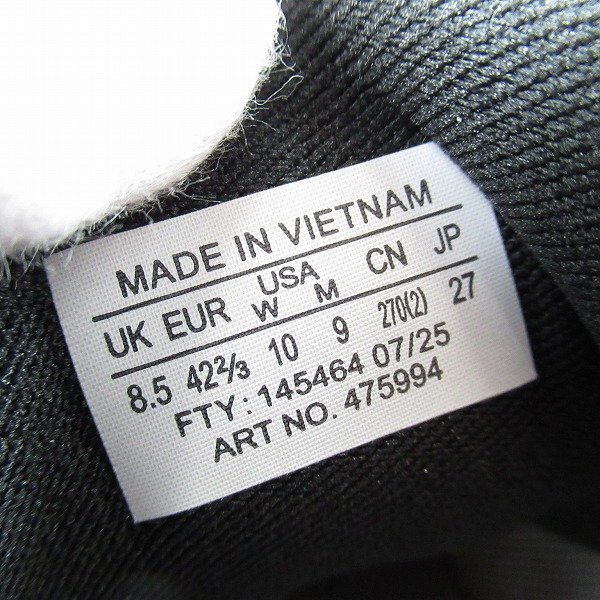 MADE IN VIETNAM
UK EUR USA W M CN JP
8.5 42⅔ 10 9 270(2) 27
FTY: 145464 07/25
ART NO. 475994